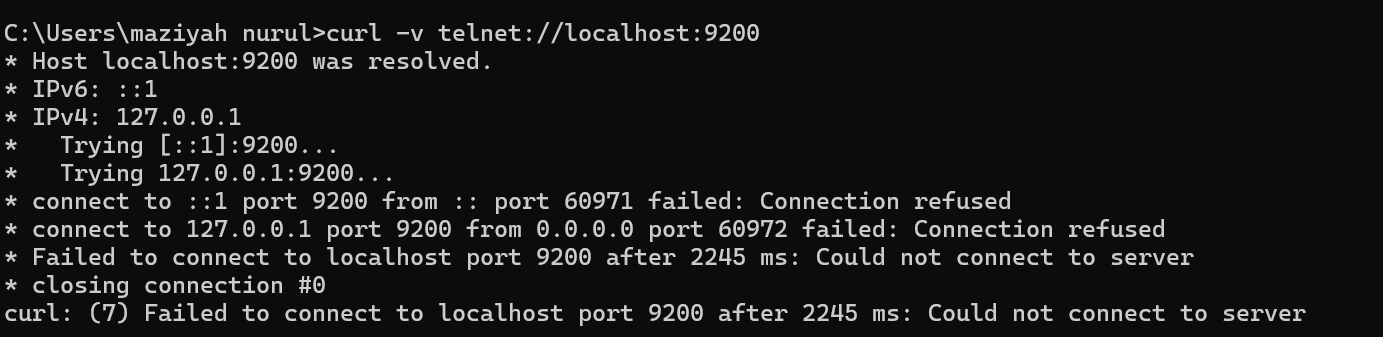 C:\Users\maziyah nurul>curl -v telnet://localhost:9200
* Host localhost:9200 was resolved.
* IPv6: ::1
* IPv4: 127.0.0.1
*   Trying [::1]:9200...
*   Trying 127.0.0.1:9200...
* connect to ::1 port 9200 from :: port 60971 failed: Connection refused
* connect to 127.0.0.1 port 9200 from 0.0.0.0 port 60972 failed: Connection refused
* Failed to connect to localhost port 9200 after 2245 ms: Could not connect to server
* closing connection #0
curl: (7) Failed to connect to localhost port 9200 after 2245 ms: Could not connect to server